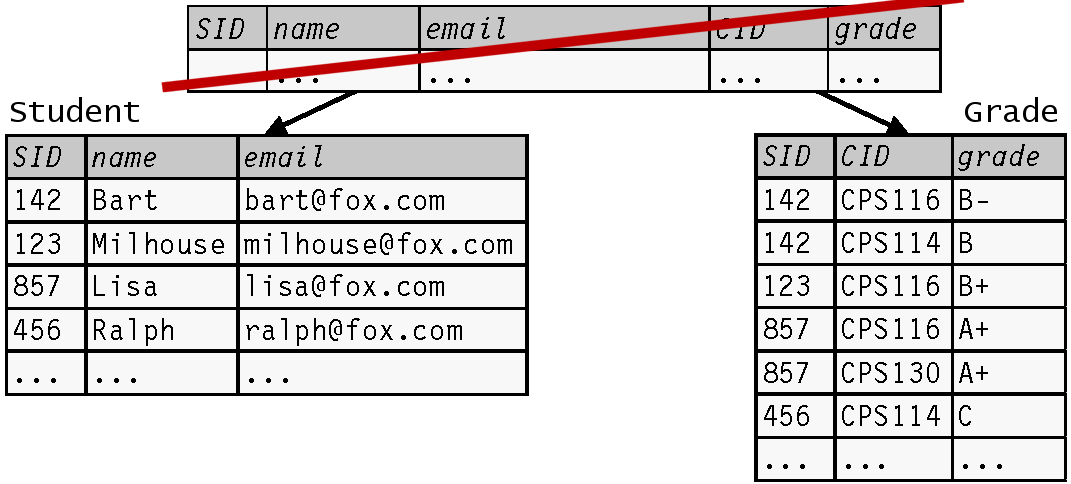 SID name email CID grade
... ... ... ...
Student
SID name email
142 Bart bart@fox.com
123 Milhouse milhouse@fox.com
857 Lisa lisa@fox.com
456 Ralph ralph@fox.com
... ... ...
Grade
SID CID grade
142 CPS116 B-
142 CPS114 B
123 CPS116 B+
857 CPS116 A+
857 CPS130 A+
456 CPS114 C
... ... ...